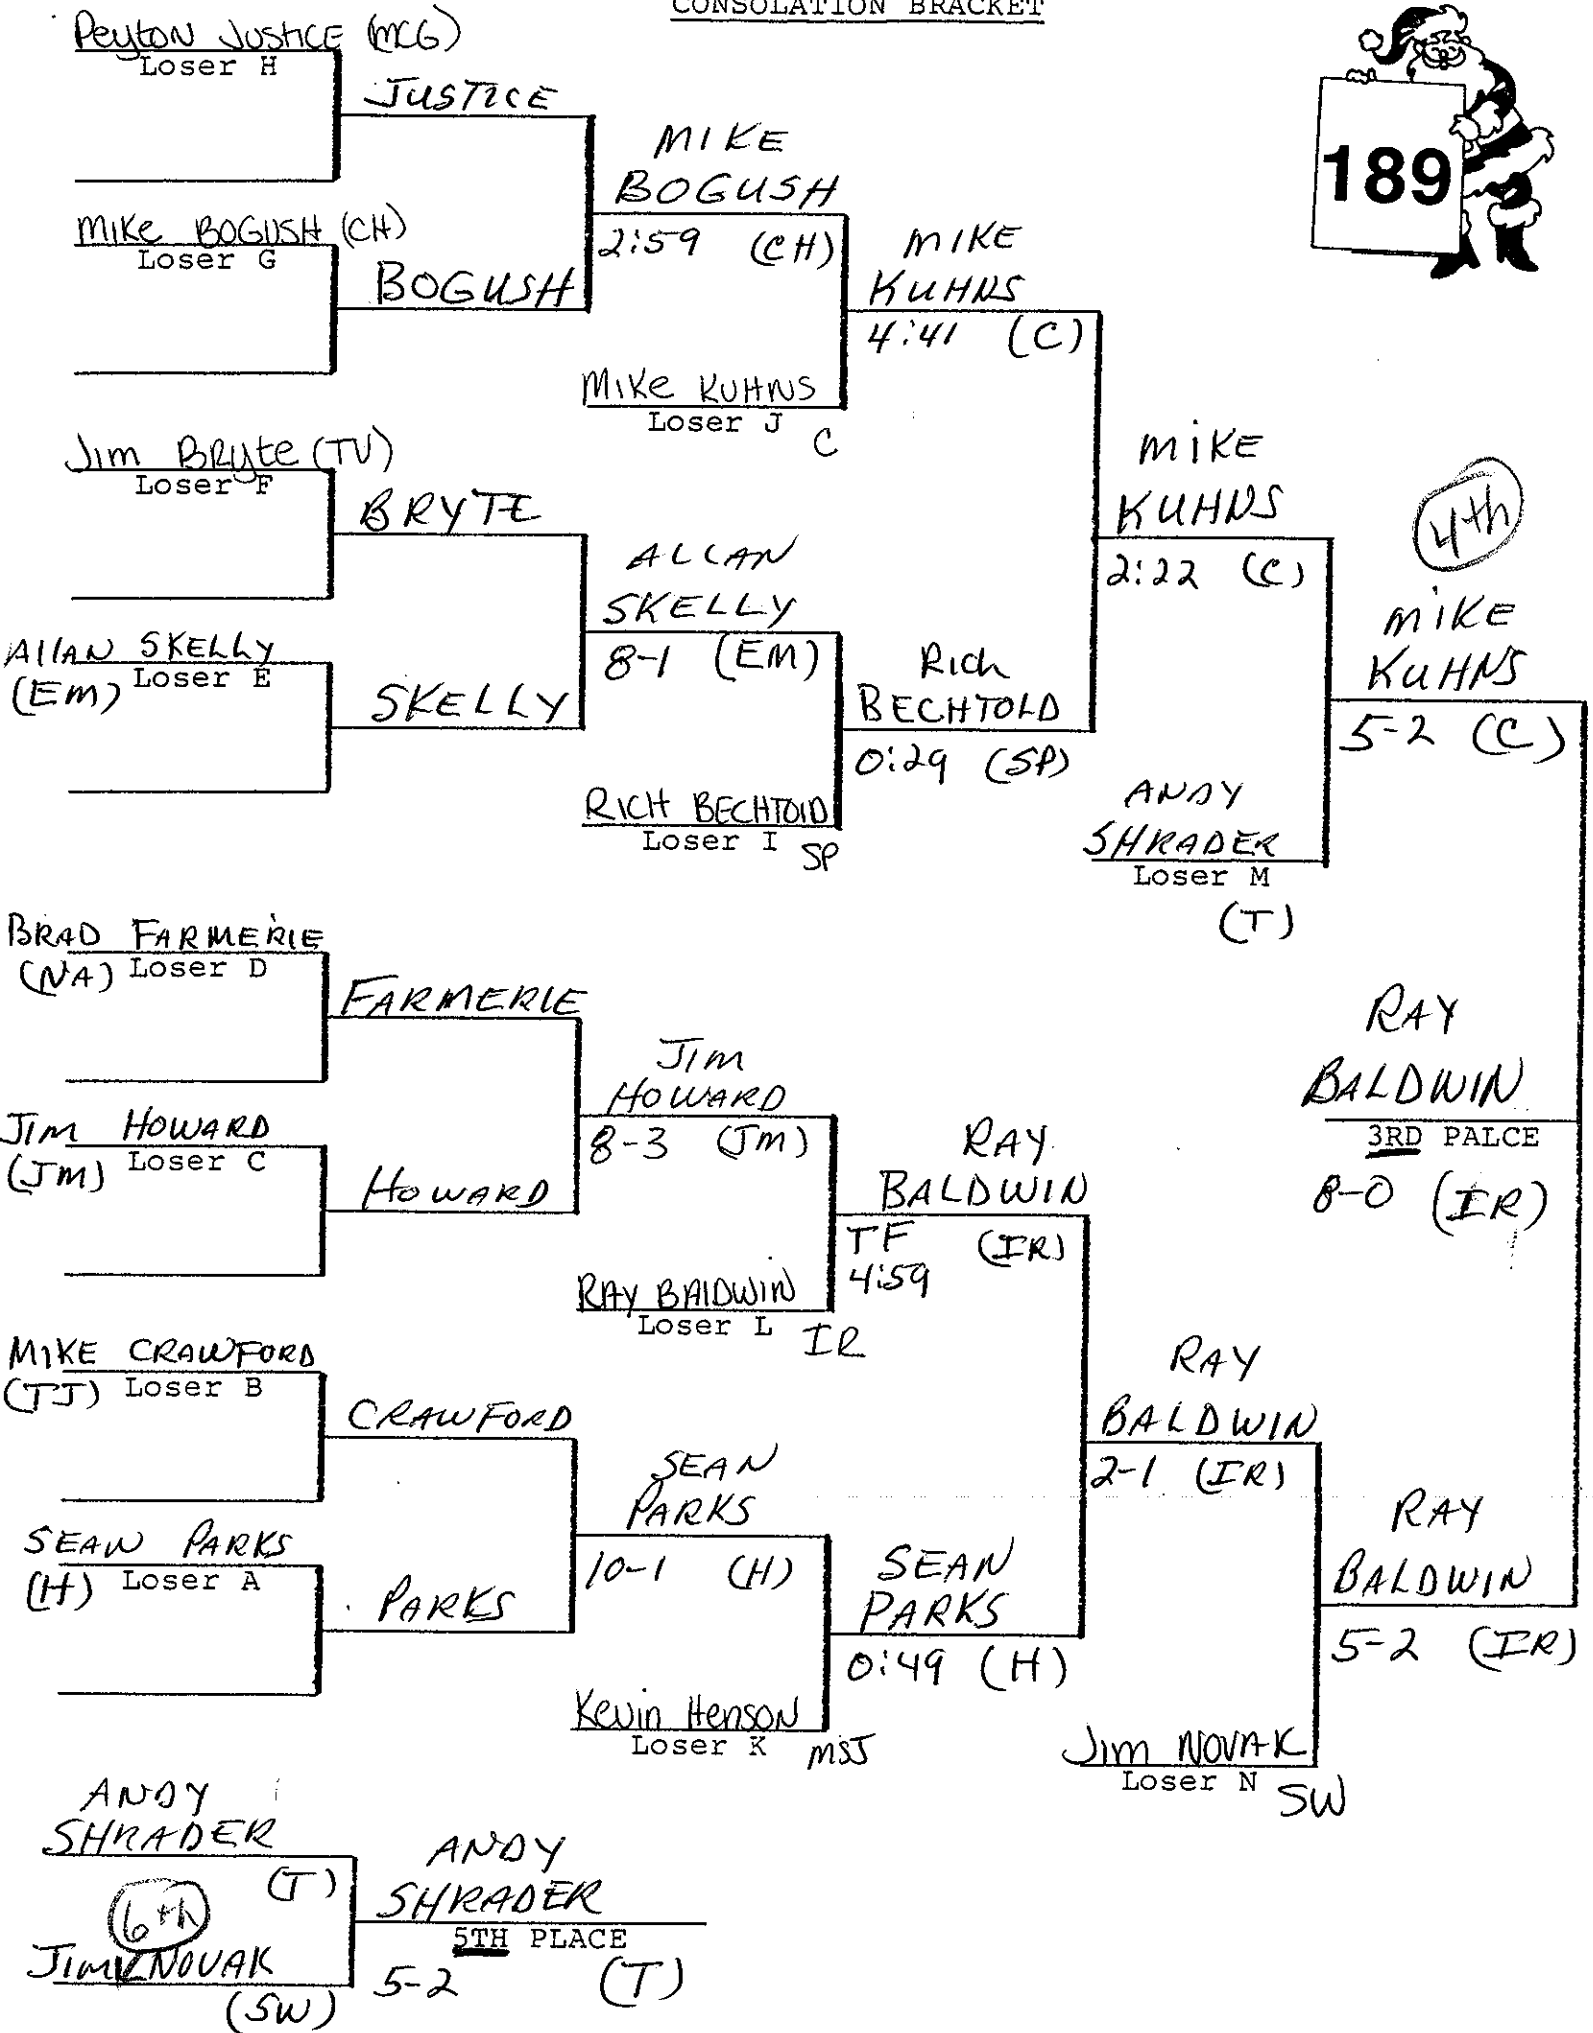 CONSOLATION BRACKET
189
Peyton Justice (MCG)
Loser H
JUSTICE
Mike BOGUSH (CH)
Loser G
BOGUSH
MIKE
BOGUSH
2:59 (CH)
Mike KUHNS
Loser J
C
MIKE
KUHNS
4:41 (C)
Jim BRyte (TV)
Loser F
BRYTE
AllAN SKELLY
(EM) Loser E
SKELLY
ALLAN
SKELLY
8-1 (EM)
RICH BECHTOlD
Loser I SP
Rich
BECHTOLD
0:29 (SP)
MIKE
KUHNS
2:22 (C)
ANDY
SHRADER
Loser M
(T)
4th
MIKE
KUHNS
5-2 (C)
BRAD FARMERIE
(NA) Loser D
FARMERIE
JIM HOWARD
(JM) Loser C
HOWARD
JIM
HOWARD
8-3 (JM)
RAY BAlDWIN
Loser L IR
RAY
BALDWIN
TF (IR)
4:59
MIKE CRAWFORD
(TJ) Loser B
CRAWFORD
SEAN PARKS
(H) Loser A
PARKS
SEAN
PARKS
10-1 (H)
Kevin Henson
Loser K MSJ
SEAN
PARKS
0:49 (H)
RAY
BALDWIN
2-1 (IR)
Jim NOVAK
Loser N SW
RAY
BALDWIN
5-2 (IR)
RAY
BALDWIN
3RD PALCE
8-0 (IR)
ANDY
SHRADER
(T)
6th
JIM NOVAK
(SW)
ANDY
SHRADER
5TH PLACE
5-2 (T)